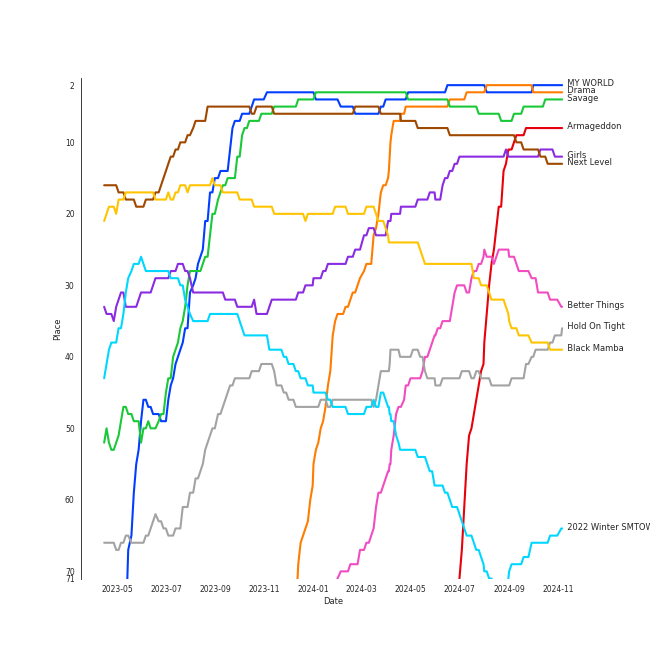 2
10
20
30
40
50
60
70
71
Place
2023-05
2023-07
2023-09
2023-11
2024-01
2024-03
2024-05
2024-07
2024-09
2024-11
Date
MY WORLD
Drama
Savage
Armageddon
Girls
Next Level
Better Things
Hold On Tight
Black Mamba
2022 Winter SMTOW